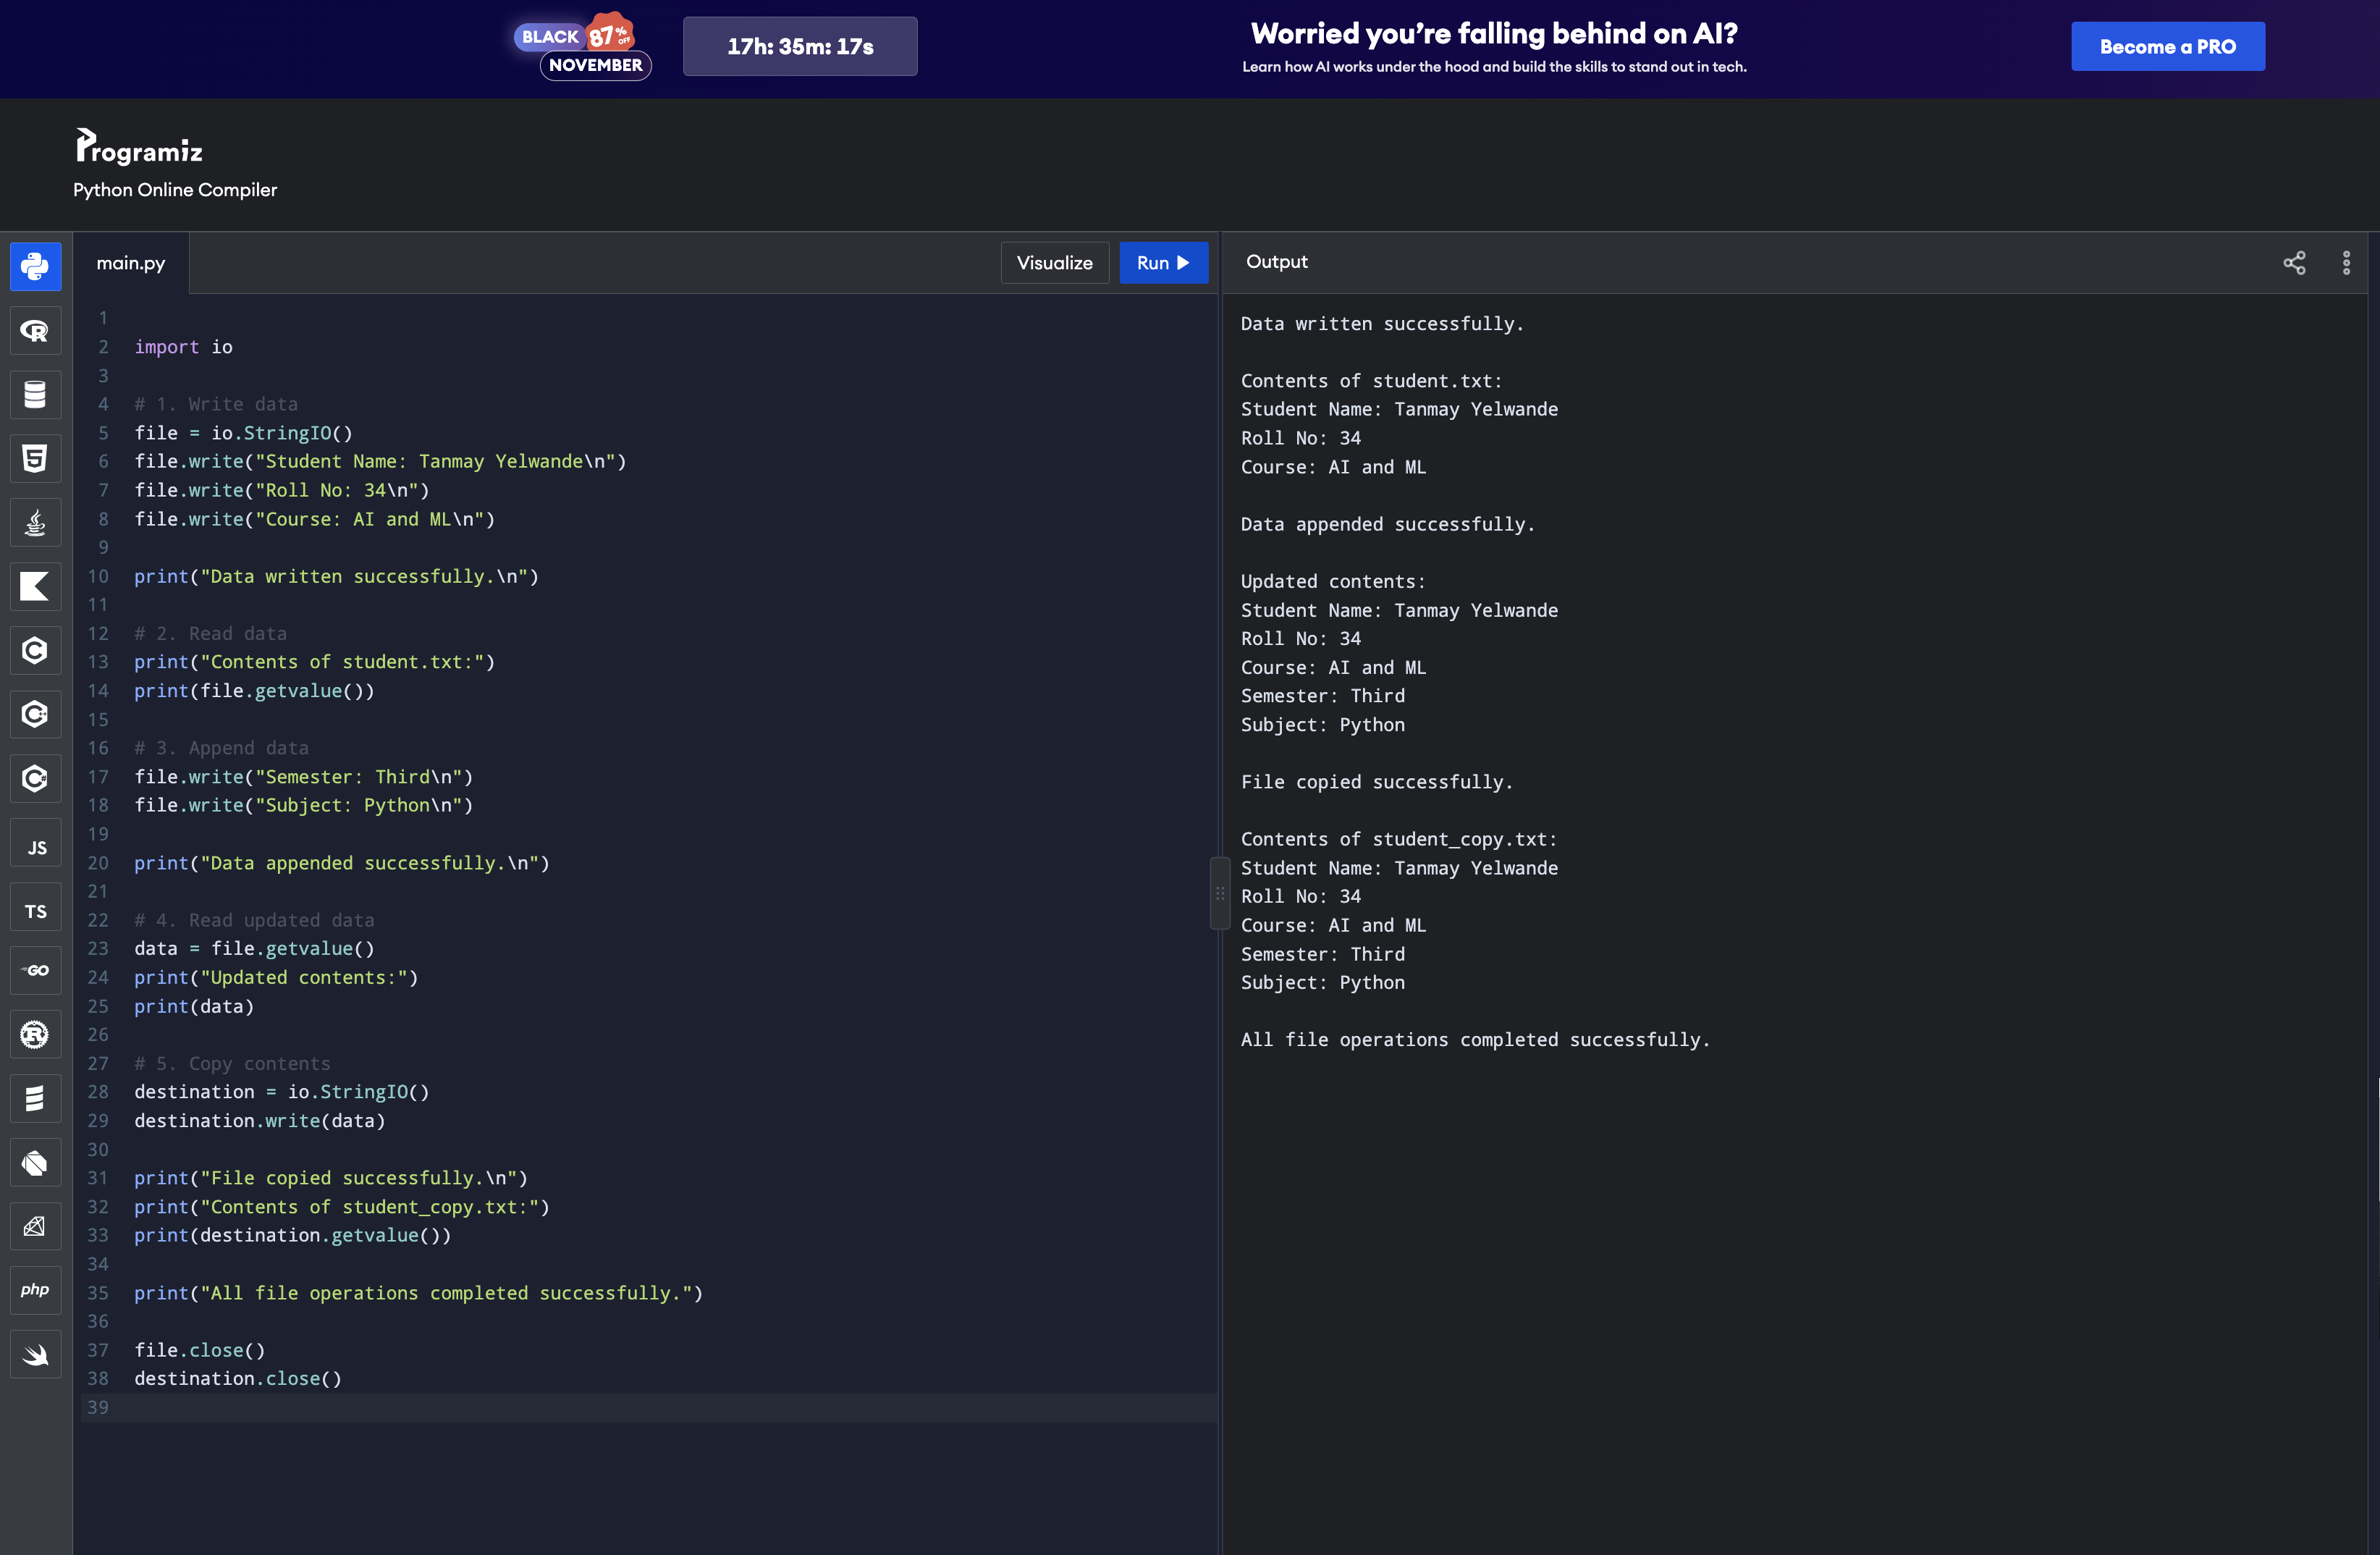 BLACK 87% OFF
NOVEMBER
17h: 35m: 17s
Worried you’re falling behind on AI?
Learn how AI works under the hood and build the skills to stand out in tech.
Become a PRO
Programiz
Python Online Compiler
main.py
Visualize
Run
1
2 import io
3
4 # 1. Write data
5 file = io.StringIO()
6 file.write("Student Name: Tanmay Yelwande\n")
7 file.write("Roll No: 34\n")
8 file.write("Course: AI and ML\n")
9
10 print("Data written successfully.\n")
11
12 # 2. Read data
13 print("Contents of student.txt:")
14 print(file.getvalue())
15
16 # 3. Append data
17 file.write("Semester: Third\n")
18 file.write("Subject: Python\n")
19
20 print("Data appended successfully.\n")
21
22 # 4. Read updated data
23 data = file.getvalue()
24 print("Updated contents:")
25 print(data)
26
27 # 5. Copy contents
28 destination = io.StringIO()
29 destination.write(data)
30
31 print("File copied successfully.\n")
32 print("Contents of student_copy.txt:")
33 print(destination.getvalue())
34
35 print("All file operations completed successfully.")
36
37 file.close()
38 destination.close()
39
Output
Data written successfully.
Contents of student.txt:
Student Name: Tanmay Yelwande
Roll No: 34
Course: AI and ML
Data appended successfully.
Updated contents:
Student Name: Tanmay Yelwande
Roll No: 34
Course: AI and ML
Semester: Third
Subject: Python
File copied successfully.
Contents of student_copy.txt:
Student Name: Tanmay Yelwande
Roll No: 34
Course: AI and ML
Semester: Third
Subject: Python
All file operations completed successfully.
R
5
C
C
C#
JS
TS
GO
R
php